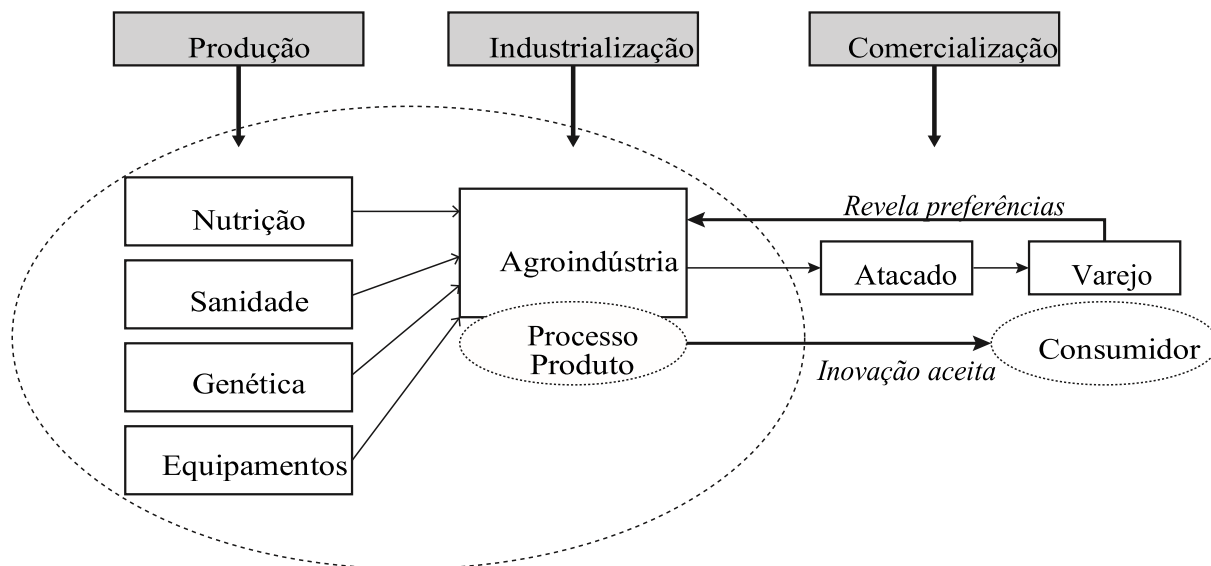 Produção
Industrialização
Comercialização
Nutrição
Sanidade
Genética
Equipamentos
Agroindústria
Processo
Produto
Revela preferências
Atacado
Varejo
Inovação aceita
Consumidor